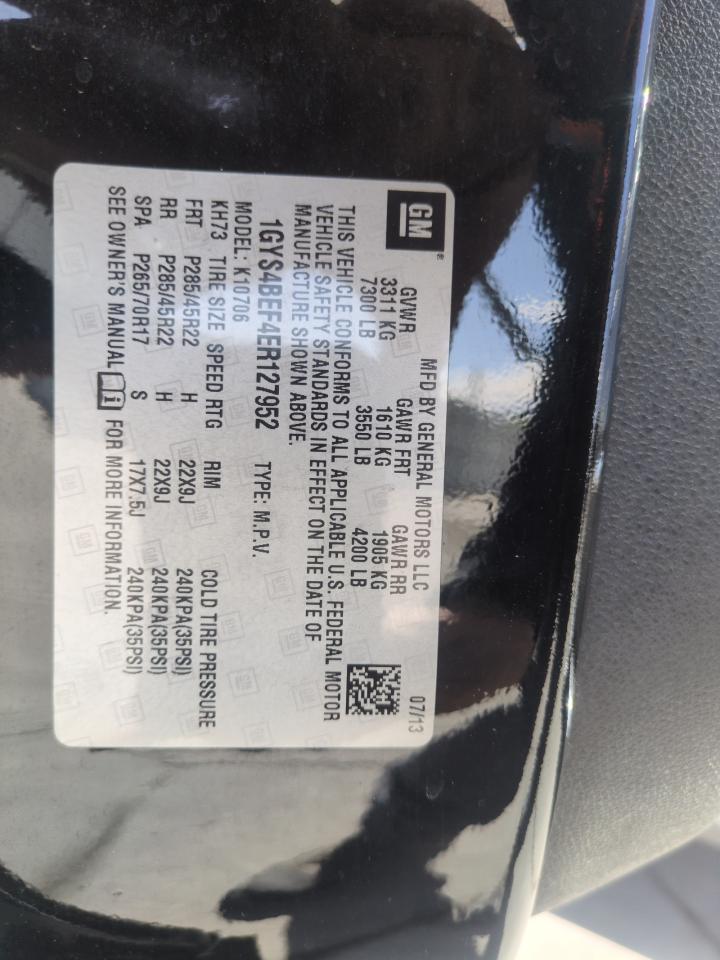 GM®
MFD BY GENERAL MOTORS LLC 07/13
GVWR GAWR FRT GAWR RR
3311 KG 1610 KG 1905 KG
7300 LB 3550 LB 4200 LB
THIS VEHICLE CONFORMS TO ALL APPLICABLE U.S. FEDERAL MOTOR
VEHICLE SAFETY STANDARDS IN EFFECT ON THE DATE OF
MANUFACTURE SHOWN ABOVE.
1GYS4BEF4ER127952 TYPE: M.P.V.
MODEL: K10706
KH73 TIRE SIZE SPEED RTG RIM COLD TIRE PRESSURE
FRT P285/45R22 H 22X9J 240KPA(35PSI)
RR P285/45R22 H 22X9J 240KPA(35PSI)
SPA P285/70R17 S 17X7.5J 240KPA(35PSI)
SEE OWNER'S MANUAL FOR MORE INFORMATION.